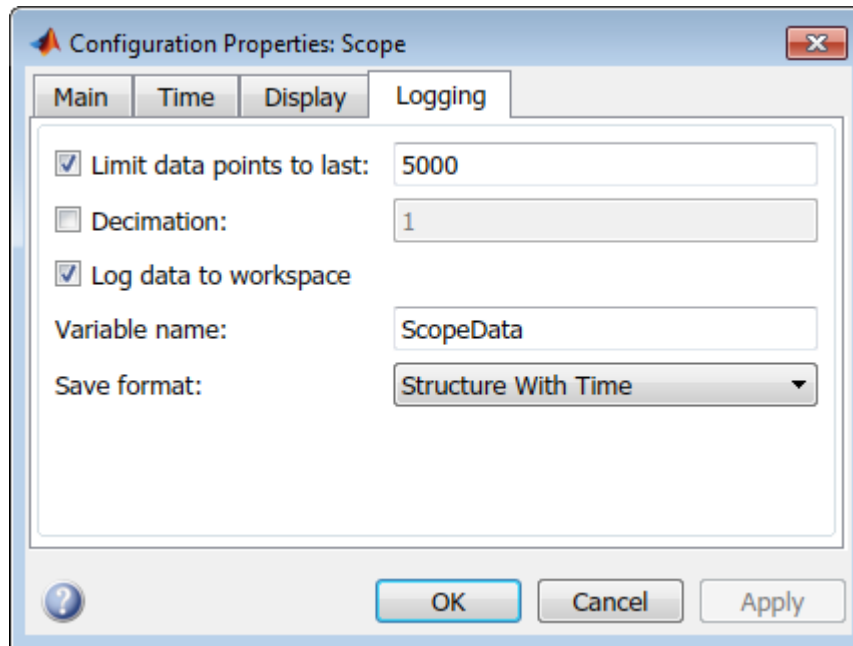 Configuration Properties: Scope
Main Time Display Logging
Limit data points to last: 5000
Decimation: 1
Log data to workspace
Variable name: ScopeData
Save format: Structure With Time
? OK Cancel Apply